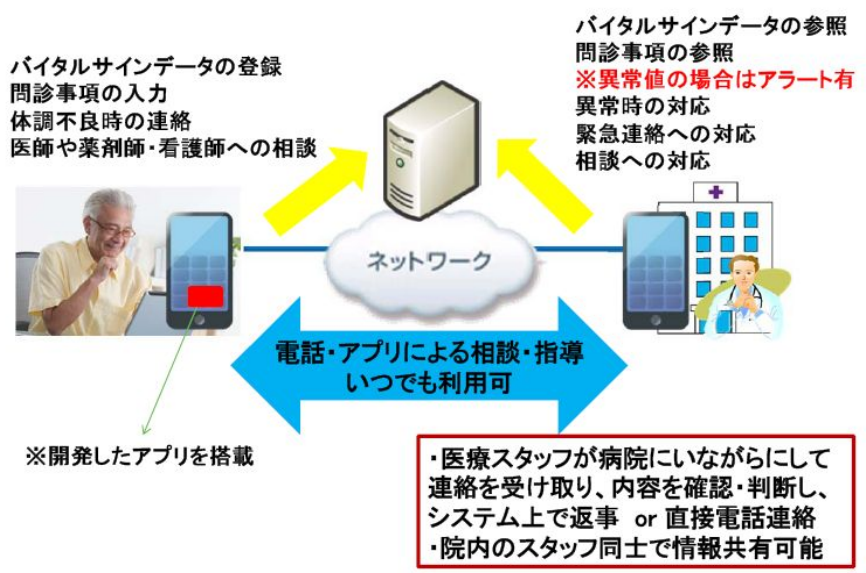 バイタルサインデータの登録
問診事項の入力
体調不良時の連絡
医師や薬剤師・看護師への相談
バイタルサインデータの参照
問診事項の参照
※異常値の場合はアラート有
異常時の対応
緊急連絡への対応
相談への対応
ネットワーク
電話・アプリによる相談・指導
いつでも利用可
※開発したアプリを搭載
・医療スタッフが病院にいながらにして
連絡を受け取り、内容を確認・判断し、
システム上で返事 or 直接電話連絡
・院内のスタッフ同士で情報共有可能